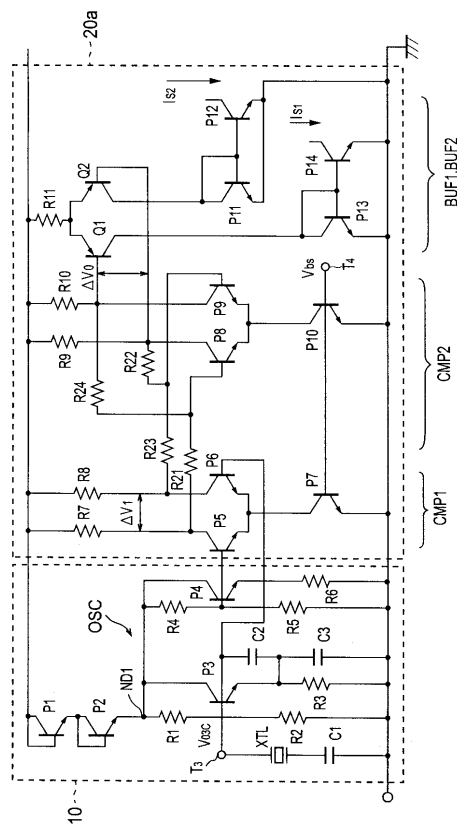 10
20a
P1
P2
ND1
OSC
R1
R4
P3
P4
V03C
T3
XTL
R2
C1
R3
C2
C3
R5
R6
R7
R8
ΔV1
P5
P6
R21
R23
P7
R9
R10
R24
R22
ΔV0
P8
P9
P10
Vbs
T4
R11
Q1
Q2
P11
P12
IS2
P13
P14
IS1
CMP1
CMP2
BUF1.BUF2